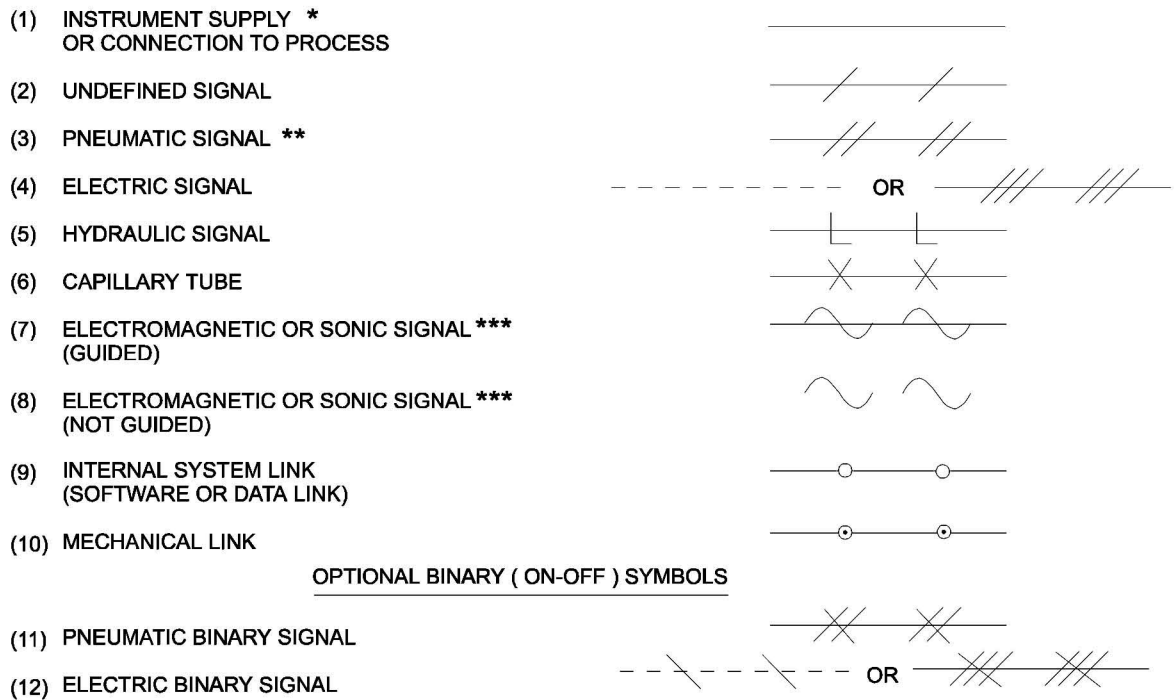 (1) INSTRUMENT SUPPLY *
OR CONNECTION TO PROCESS
(2) UNDEFINED SIGNAL
(3) PNEUMATIC SIGNAL **
(4) ELECTRIC SIGNAL OR
(5) HYDRAULIC SIGNAL
(6) CAPILLARY TUBE
(7) ELECTROMAGNETIC OR SONIC SIGNAL ***
(GUIDED)
(8) ELECTROMAGNETIC OR SONIC SIGNAL ***
(NOT GUIDED)
(9) INTERNAL SYSTEM LINK
(SOFTWARE OR DATA LINK)
(10) MECHANICAL LINK
OPTIONAL BINARY ( ON-OFF ) SYMBOLS
(11) PNEUMATIC BINARY SIGNAL
(12) ELECTRIC BINARY SIGNAL OR